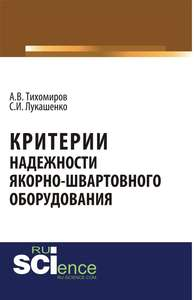 А.В. Тихомиров
С.И. Лукашенко
КРИТЕРИИ
НАДЕЖНОСТИ
ЯКОРНО-ШВАРТОВНОГО
ОБОРУДОВАНИЯ
RU
SCIence
RU-SCIENCE.COM